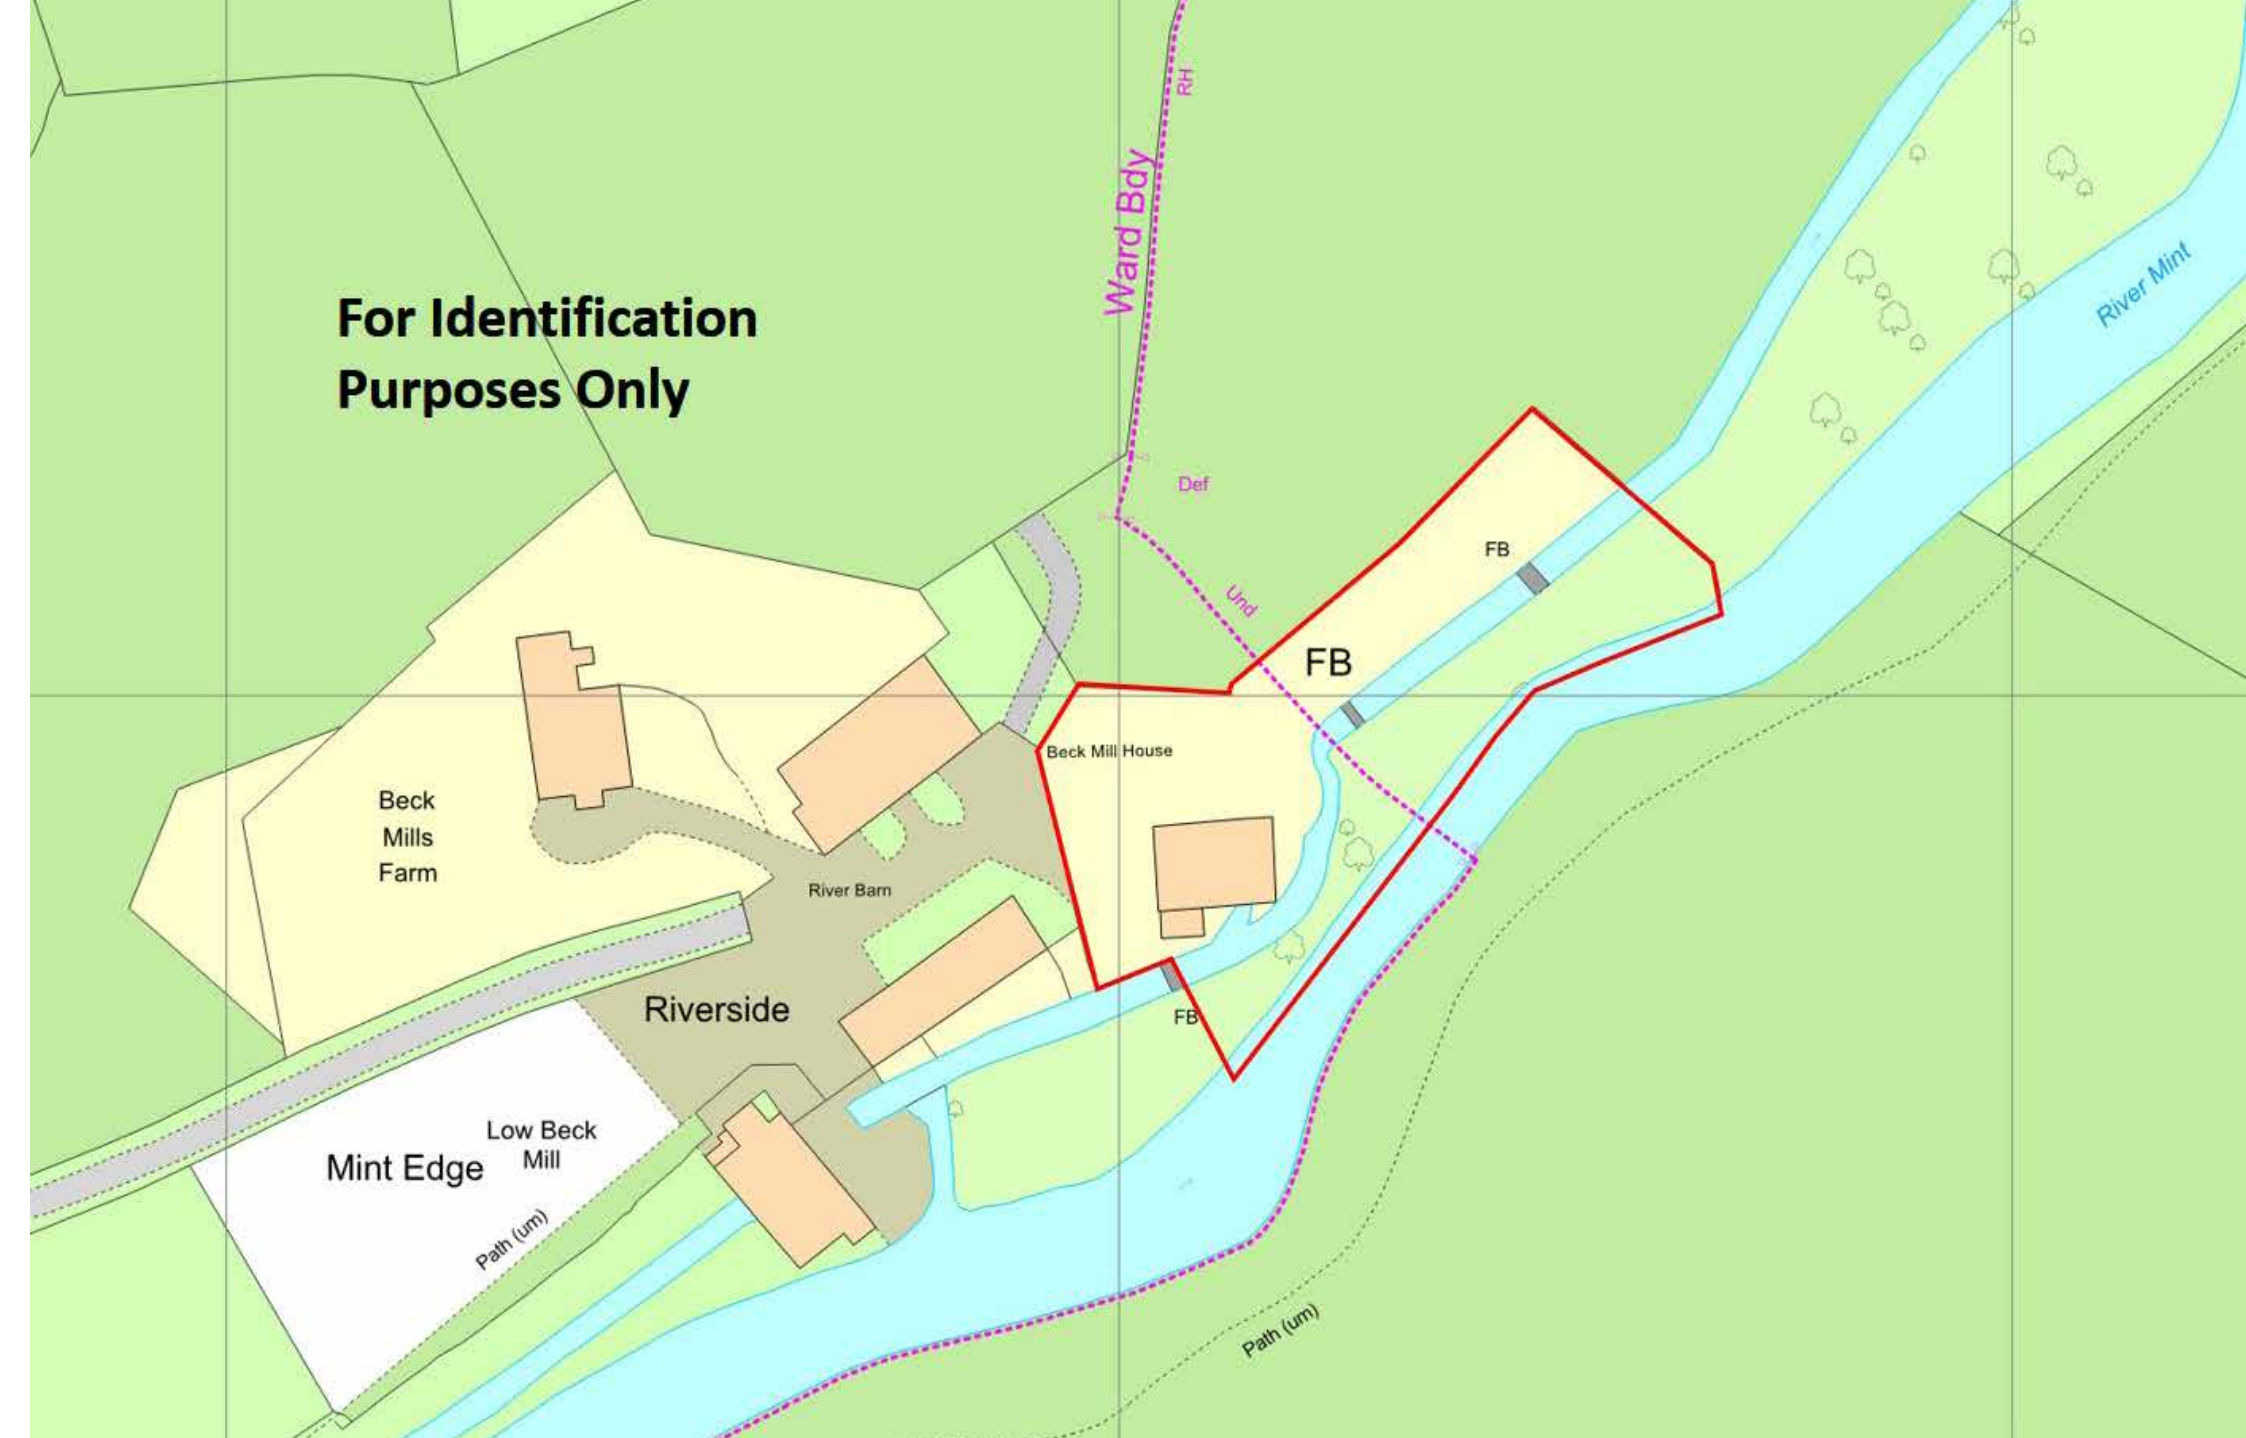 RH
Ward Bdy
River Mint
For Identification
Purposes Only
Def
FB
Und
FB
Beck Mill House
Beck
Mills
Farm
River Barn
Riverside
FB
Low Beck
Mill
Mint Edge
Path (um)
Path (um)